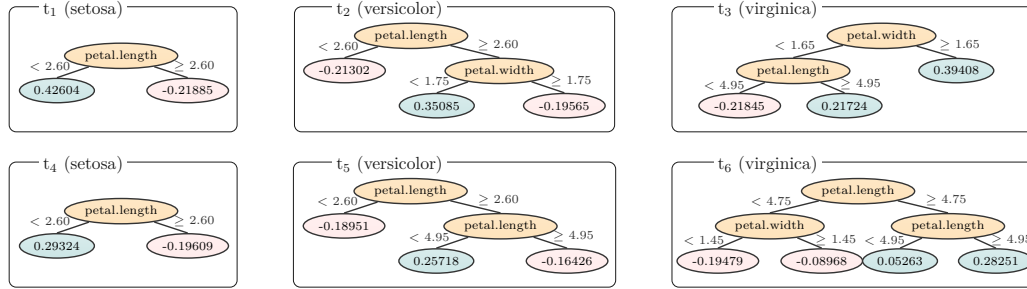 t₁ (setosa)
petal.length
< 2.60
≥ 2.60
0.42604
-0.21885
t₂ (versicolor)
petal.length
< 2.60
≥ 2.60
-0.21302
petal.width
< 1.75
≥ 1.75
0.35085
-0.19565
t₃ (virginica)
petal.width
< 1.65
≥ 1.65
petal.length
0.39408
< 4.95
≥ 4.95
-0.21845
0.21724
t₄ (setosa)
petal.length
< 2.60
≥ 2.60
0.29324
-0.19609
t₅ (versicolor)
petal.length
< 2.60
≥ 2.60
-0.18951
petal.length
< 4.95
≥ 4.95
0.25718
-0.16426
t₆ (virginica)
petal.length
< 4.75
≥ 4.75
petal.width
petal.length
< 1.45
≥ 1.45
< 4.95
≥ 4.95
-0.19479
-0.08968
0.05263
0.28251